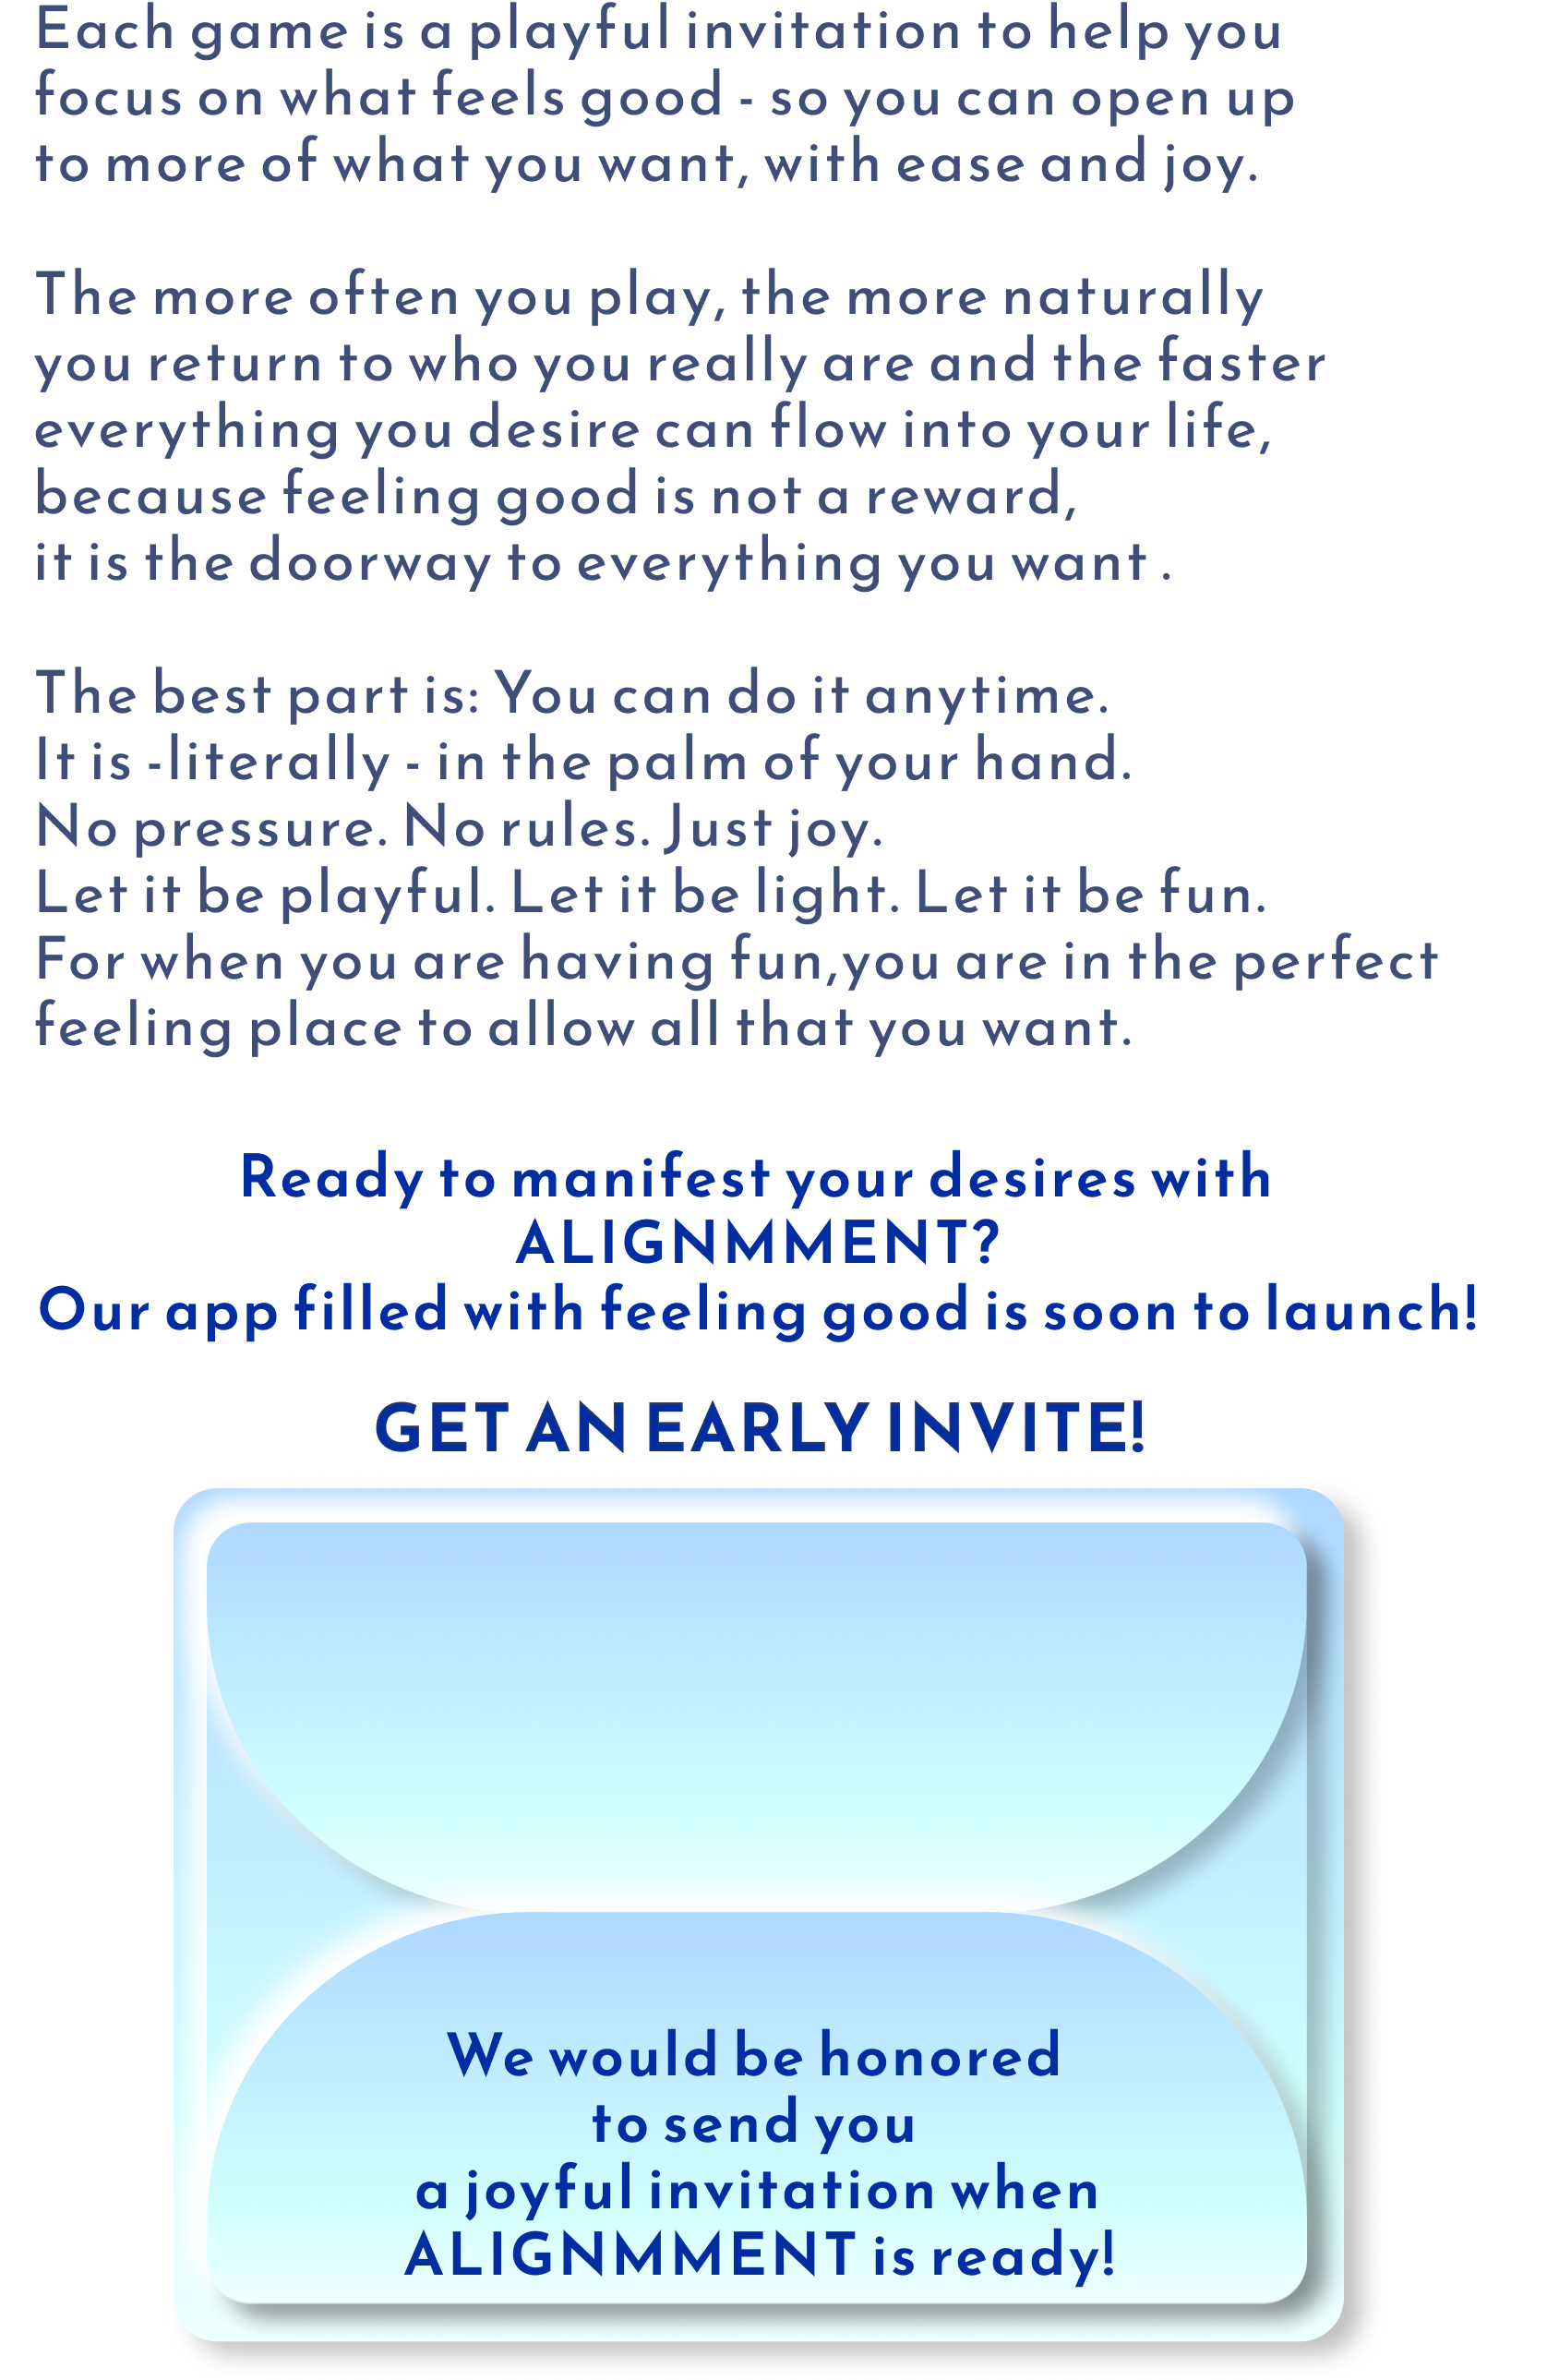 Each game is a playful invitation to help you
focus on what feels good - so you can open up
to more of what you want, with ease and joy.
The more often you play, the more naturally
you return to who you really are and the faster
everything you desire can flow into your life,
because feeling good is not a reward,
it is the doorway to everything you want .
The best part is: You can do it anytime.
It is -literally - in the palm of your hand.
No pressure. No rules. Just joy.
Let it be playful. Let it be light. Let it be fun.
For when you are having fun,you are in the perfect
feeling place to allow all that you want.
Ready to manifest your desires with
ALIGNMMENT?
Our app filled with feeling good is soon to launch!
GET AN EARLY INVITE!
We would be honored
to send you
a joyful invitation when
ALIGNMMENT is ready!